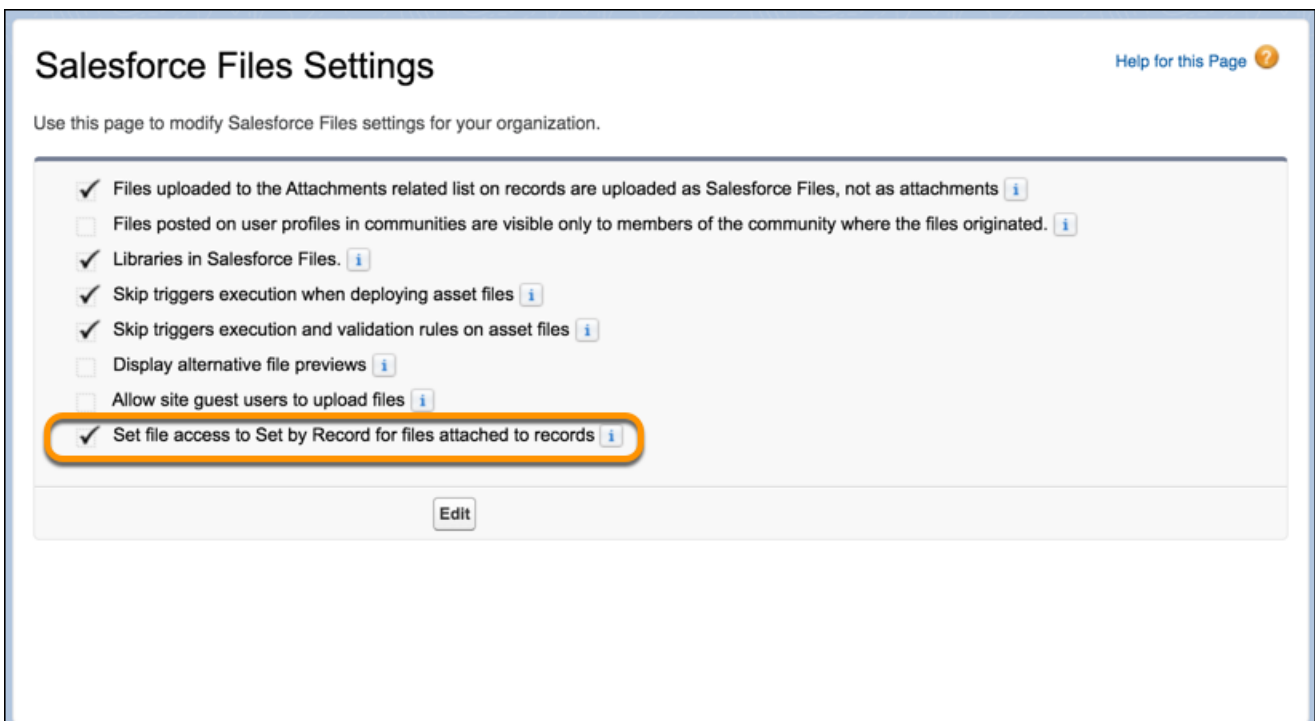 Salesforce Files Settings
Help for this Page ?
Use this page to modify Salesforce Files settings for your organization.
Files uploaded to the Attachments related list on records are uploaded as Salesforce Files, not as attachments i
Files posted on user profiles in communities are visible only to members of the community where the files originated. i
Libraries in Salesforce Files. i
Skip triggers execution when deploying asset files i
Skip triggers execution and validation rules on asset files i
Display alternative file previews i
Allow site guest users to upload files i
Set file access to Set by Record for files attached to records i
Edit